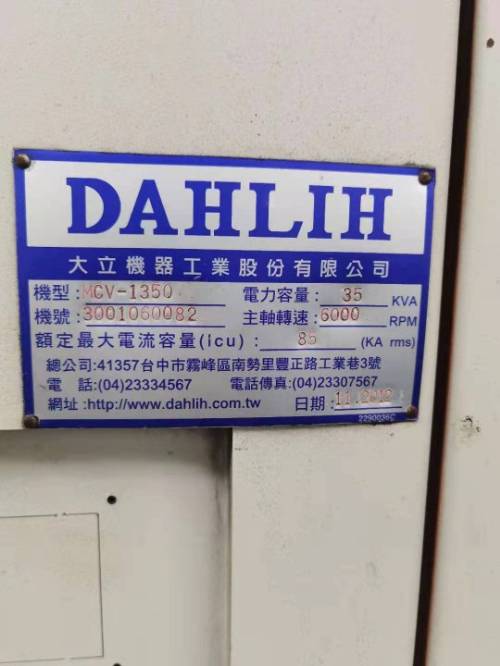 DAHLIH
大立機器工業股份有限公司
機型: MCV-1350 電力容量: 35 KVA
機號: 3001060082 主軸轉速: 6000 RPM
額定最大電流容量(icu): 85 (KA rms)
總公司:41357台中市霧峰區南勢里豐正路工業巷3號
電 話:(04)23334567 電話傳真:(04)23307567
網址:http://www.dahlih.com.tw 日期: 11.2012
2290036C